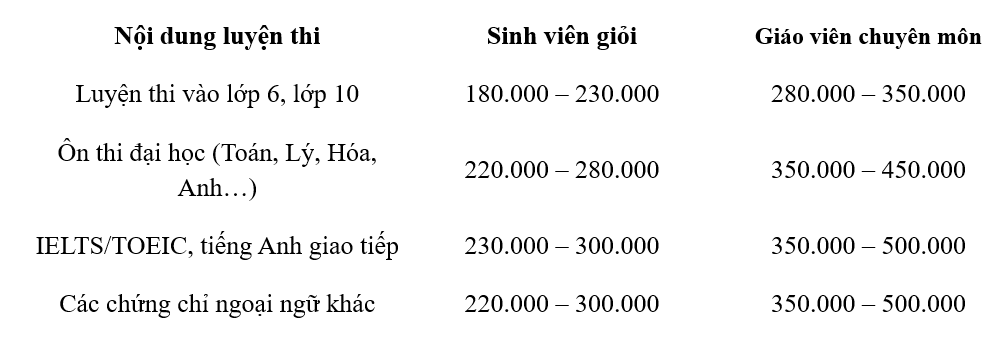 Nội dung luyện thi Sinh viên giỏi Giáo viên chuyên môn
Luyện thi vào lớp 6, lớp 10 180.000 – 230.000 280.000 – 350.000
Ôn thi đại học (Toán, Lý, Hóa,
Anh…) 220.000 – 280.000 350.000 – 450.000
IELTS/TOEIC, tiếng Anh giao tiếp 230.000 – 300.000 350.000 – 500.000
Các chứng chỉ ngoại ngữ khác 220.000 – 300.000 350.000 – 500.000